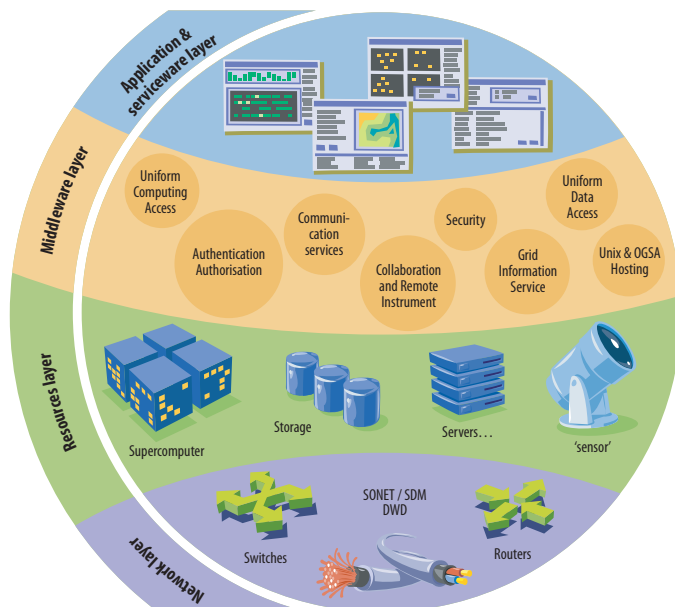 Application &
serviceware layer
Middleware layer
Uniform
Computing
Access
Authentication
Authorisation
Communi-
cation
services
Collaboration
and Remote
Instrument
Security
Grid
Information
Service
Uniform
Data
Access
Unix & OGSA
Hosting
Resources layer
Supercomputer
Storage
Servers…
‘sensor’
Network layer
Switches
SONET / SDM
DWD
Routers